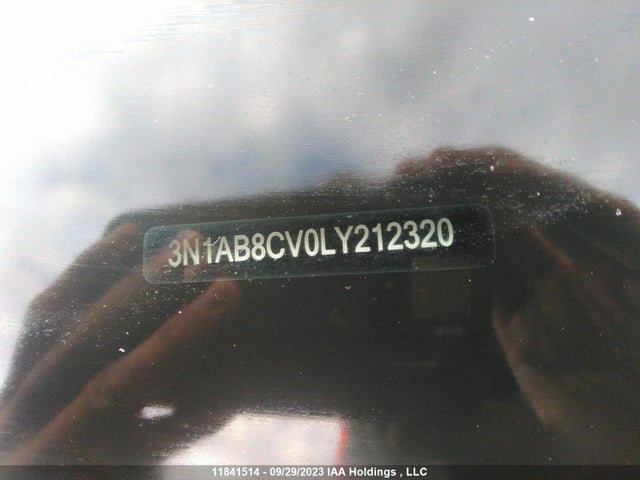 3N1AB8CV0LY212320
11841514 - 09/29/2023 IAA Holdings , LLC